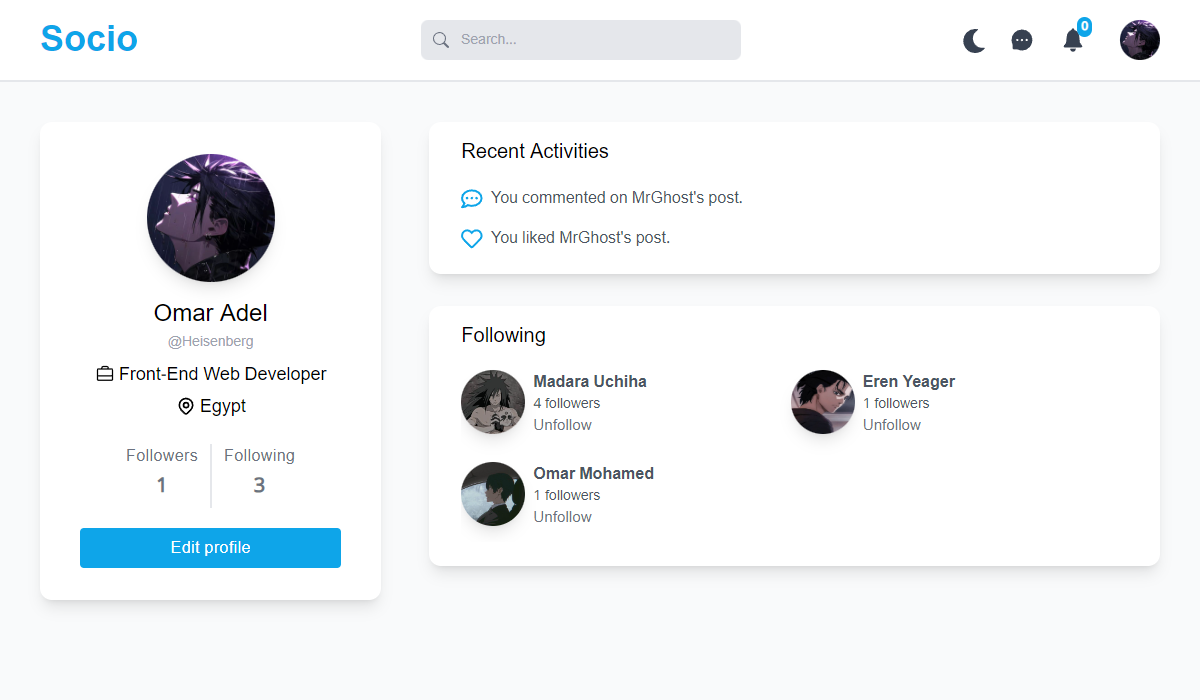 Socio
Search...
0
Omar Adel
@Heisenberg
Front-End Web Developer
Egypt
Followers
1
Following
3
Edit profile
Recent Activities
You commented on MrGhost's post.
You liked MrGhost's post.
Following
Madara Uchiha
4 followers
Unfollow
Eren Yeager
1 followers
Unfollow
Omar Mohamed
1 followers
Unfollow